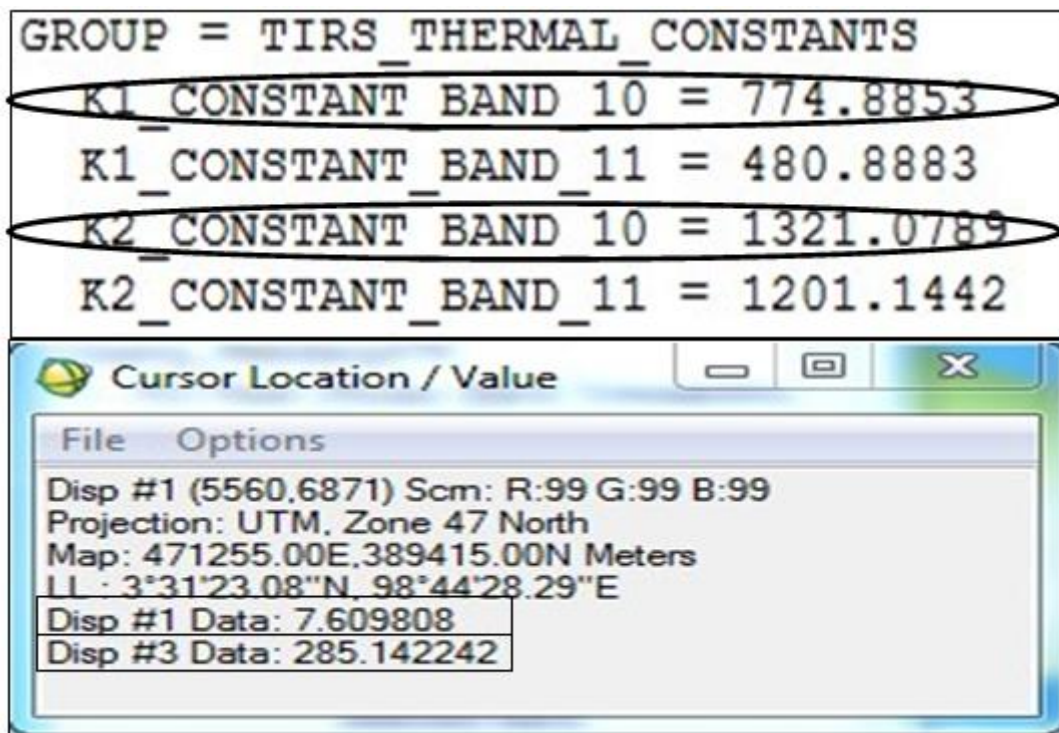 GROUP = TIRS_THERMAL_CONSTANTS
K1_CONSTANT_BAND_10 = 774.8853
K1_CONSTANT_BAND_11 = 480.8883
K2_CONSTANT_BAND_10 = 1321.0789
K2_CONSTANT_BAND_11 = 1201.1442
Cursor Location / Value
File Options
Disp #1 (5560,6871) Scrn: R:99 G:99 B:99
Projection: UTM, Zone 47 North
Map: 471255.00E,389415.00N Meters
LL : 3°31'23.08"N, 98°44'28.29"E
Disp #1 Data: 7.609808
Disp #3 Data: 285.142242